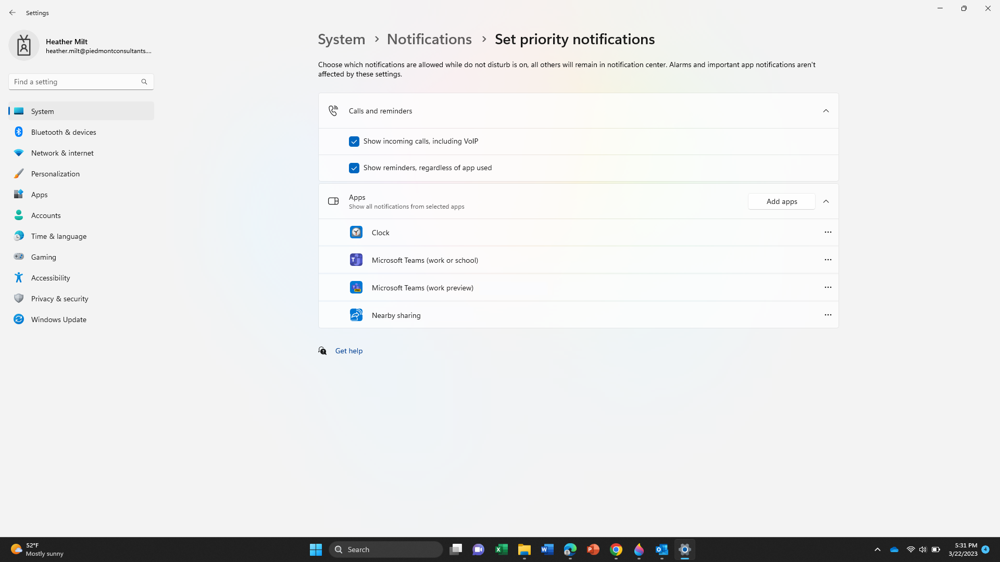 Settings
Heather Milt
heather.milt@piedmontconsultants....
Find a setting
System
Bluetooth & devices
Network & internet
Personalization
Apps
Accounts
Time & language
Gaming
Accessibility
Privacy & security
Windows Update
System > Notifications > Set priority notifications
Choose which notifications are allowed while do not disturb is on, all others will remain in notification center. Alarms and important app notifications aren't
affected by these settings.
Calls and reminders
Show incoming calls, including VoIP
Show reminders, regardless of app used
Apps
Show all notifications from selected apps
Add apps
Clock
Microsoft Teams (work or school)
Microsoft Teams (work preview)
Nearby sharing
Get help
52°F
Mostly sunny
Search
5:31 PM
3/22/2023
4